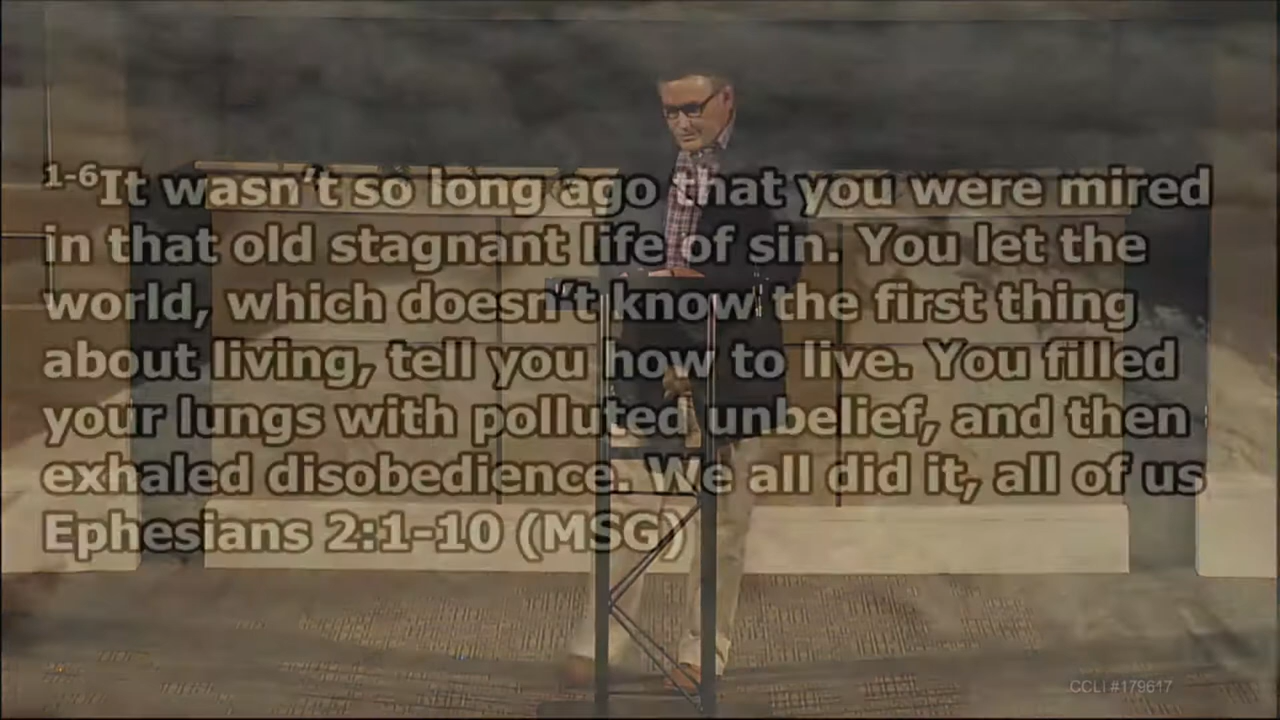 1-6It wasn't so long ago that you were mired
in that old stagnant life of sin. You let the
world, which doesn't know the first thing
about living, tell you how to live. You filled
your lungs with polluted unbelief, and then
exhaled disobedience. We all did it, all of us
Ephesians 2:1-10 (MSG)
CCLI #179617